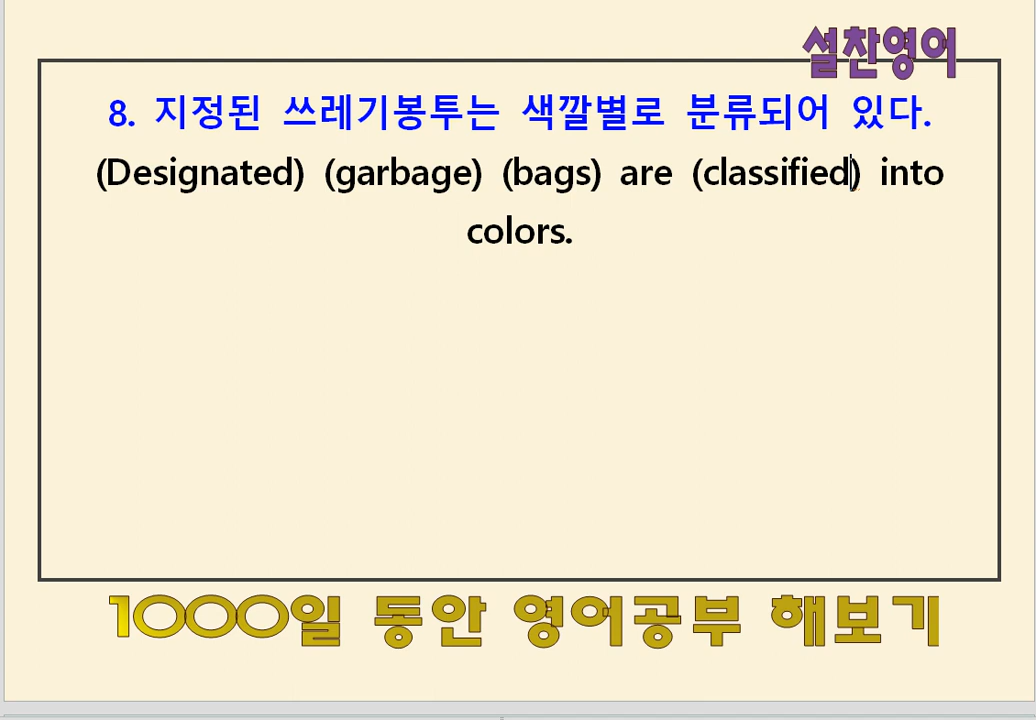 설찬영어
8. 지정된 쓰레기봉투는 색깔별로 분류되어 있다.
(Designated) (garbage) (bags) are (classified) into
colors.
1000일 동안 영어공부 해보기